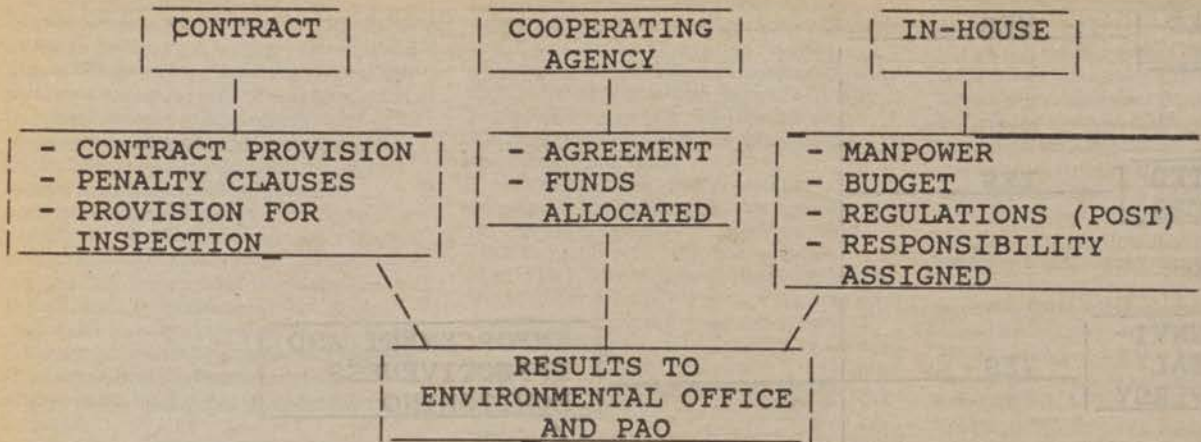 CONTRACT
COOPERATING
AGENCY
IN-HOUSE
- CONTRACT PROVISION
- PENALTY CLAUSES
- PROVISION FOR
INSPECTION
- AGREEMENT
- FUNDS
ALLOCATED
- MANPOWER
- BUDGET
- REGULATIONS (POST)
- RESPONSIBILITY
ASSIGNED
RESULTS TO
ENVIRONMENTAL OFFICE
AND PAO